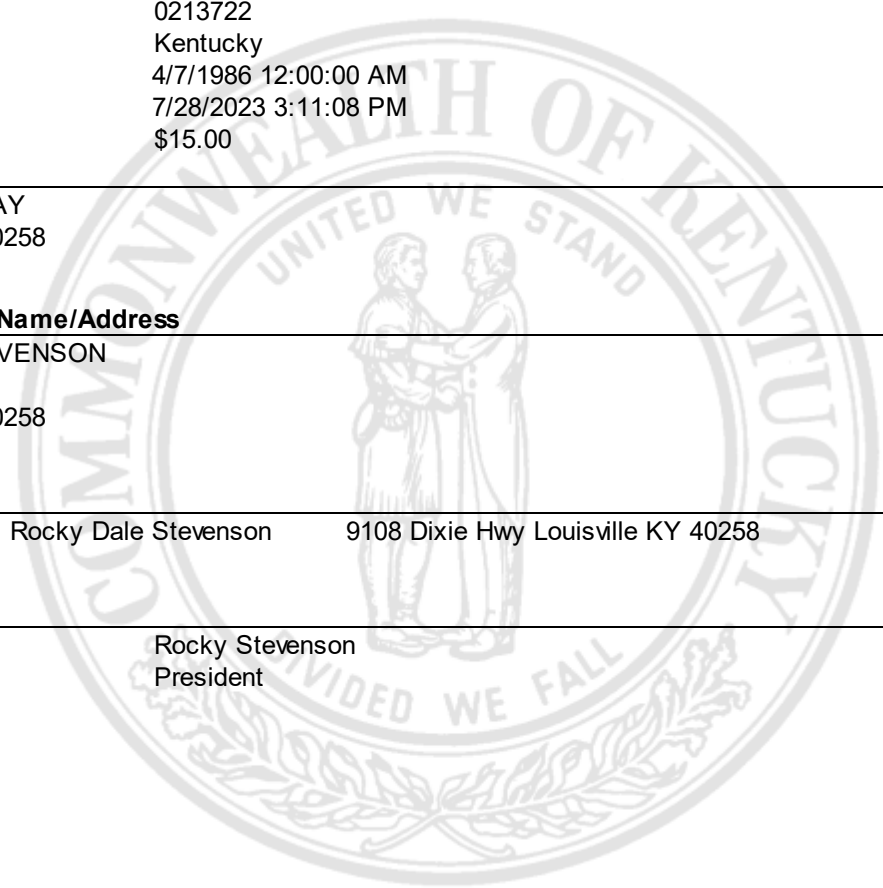 0213722
Kentucky
4/7/1986 12:00:00 AM
7/28/2023 3:11:08 PM
$15.00
AY
0258
Name/Address
VENSON
0258
Rocky Dale Stevenson 9108 Dixie Hwy Louisville KY 40258
Rocky Stevenson
President
COMMONWEALTH OF KENTUCKY
UNITED WE STAND
DIVIDED WE FALL